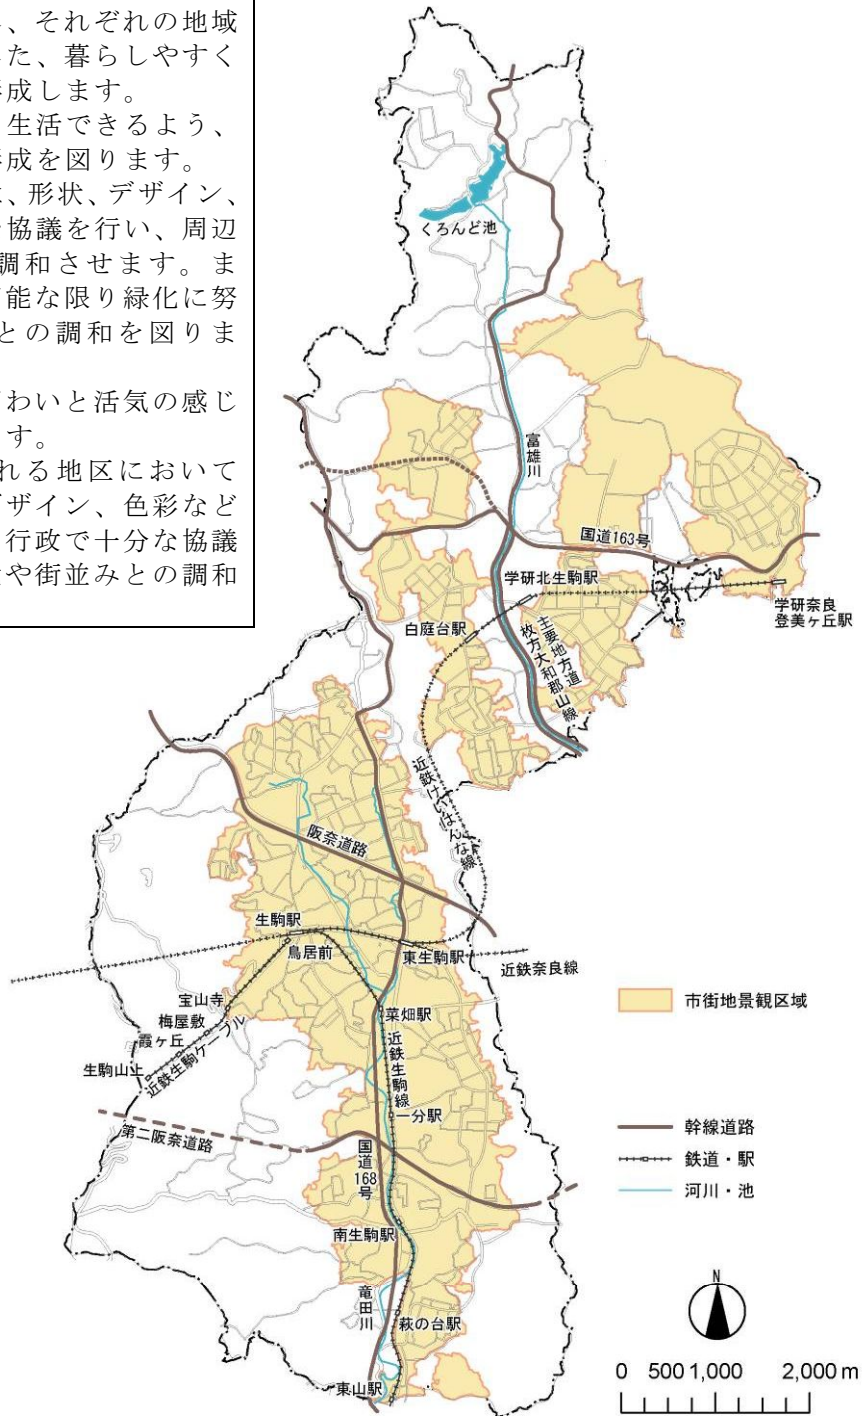 、それぞれの地域
た、暮らしやすく
成します。
生活できるよう、
成を図ります。
、形状、デザイン、
協議を行い、周辺
調和させます。ま
能な限り緑化に努
との調和を図りま
わいと活気の感じ
す。
れる地区において
ザイン、色彩など
行政で十分な協議
や街並みとの調和
くろんど池
富雄川
国道163号
学研北生駒駅
学研奈良
登美ヶ丘駅
白庭台駅
主要地方道
枚方大和郡山線
近鉄けいはんな線
阪奈道路
生駒駅
鳥居前
東生駒駅
近鉄奈良線
宝山寺
梅屋敷
霞ヶ丘
生駒山上
近鉄生駒ケーブル
菜畑駅
近鉄生駒線
一分駅
第二阪奈道路
国道168号
南生駒駅
竜田川
萩の台駅
東山駅
市街地景観区域
幹線道路
鉄道・駅
河川・池
N
0 500 1,000 2,000 m